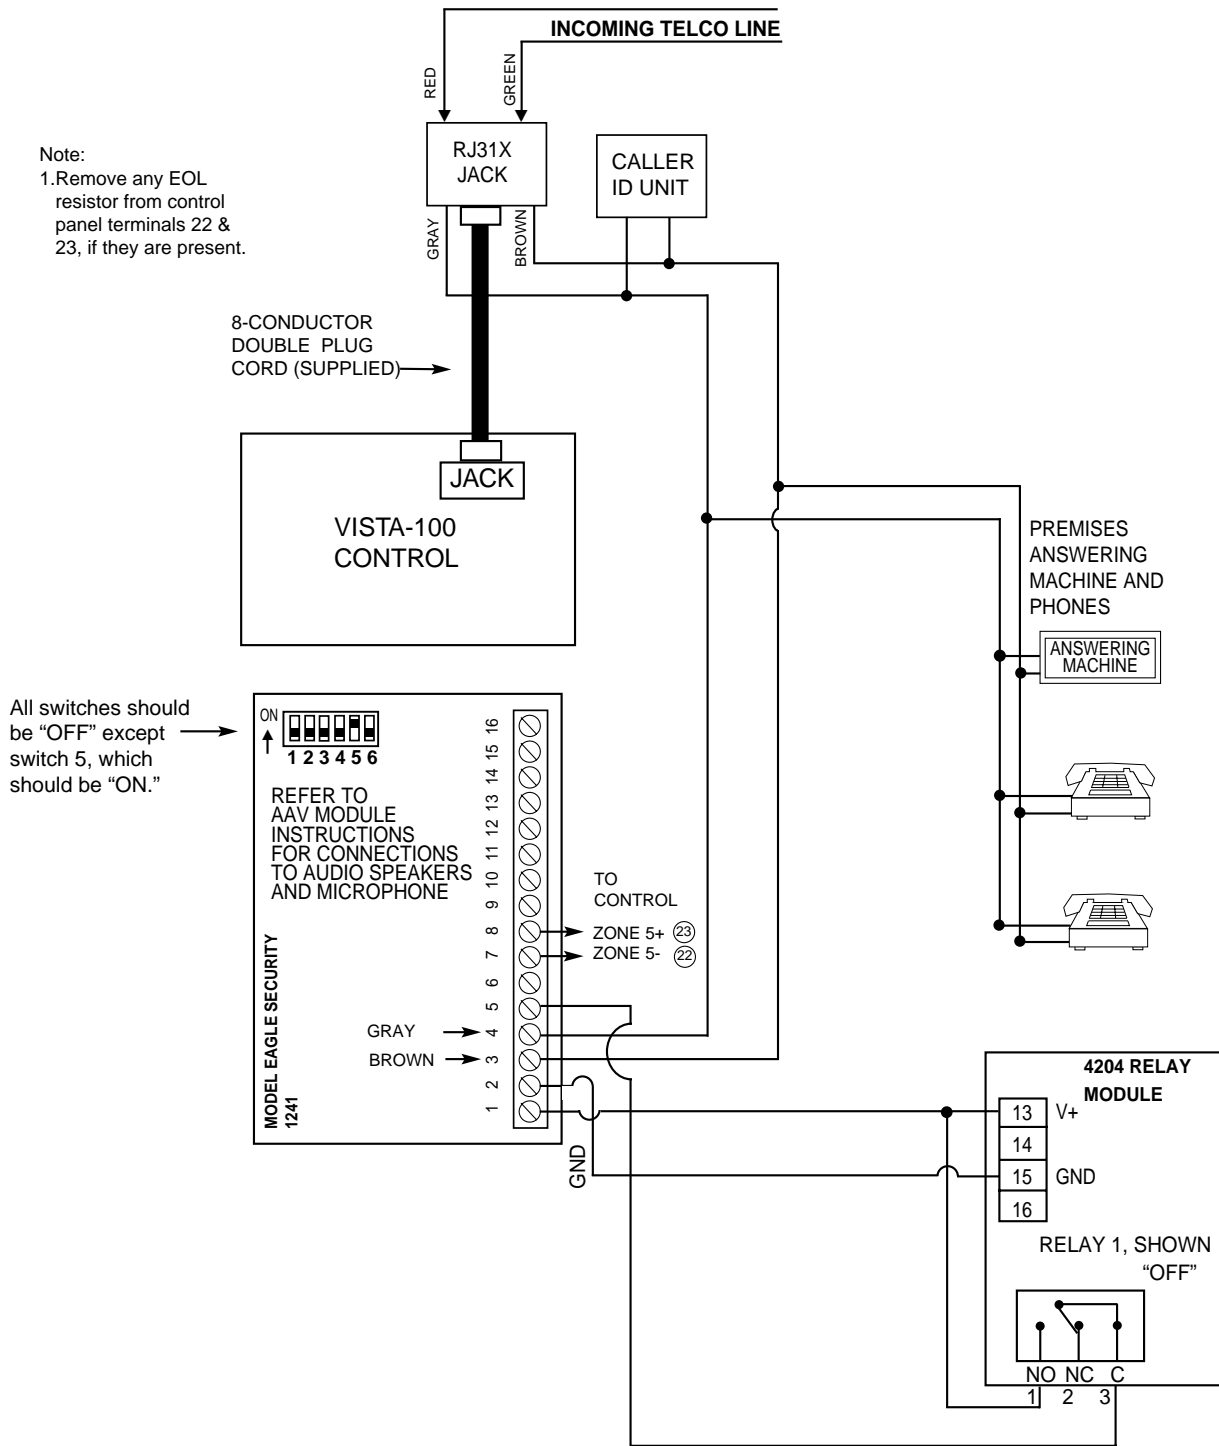 INCOMING TELCO LINE
RED
GREEN
RJ31X
JACK
CALLER
ID UNIT
Note:
1.Remove any EOL
resistor from control
panel terminals 22 &
23, if they are present.
GRAY
BROWN
8-CONDUCTOR
DOUBLE PLUG
CORD (SUPPLIED)
JACK
VISTA-100
CONTROL
PREMISES
ANSWERING
MACHINE AND
PHONES
ANSWERING
MACHINE
All switches should
be “OFF” except
switch 5, which
should be “ON.”
ON
1 2 3 4 5 6
REFER TO
AAV MODULE
INSTRUCTIONS
FOR CONNECTIONS
TO AUDIO SPEAKERS
AND MICROPHONE
MODEL EAGLE SECURITY
1241
16
15
14
13
12
11
10
9
8
7
6
5
4
3
2
1
TO
CONTROL
ZONE 5+ 23
ZONE 5- 22
GRAY
BROWN
GND
4204 RELAY
MODULE
13 V+
14
15 GND
16
RELAY 1, SHOWN
“OFF”
NO NC C
1 2 3